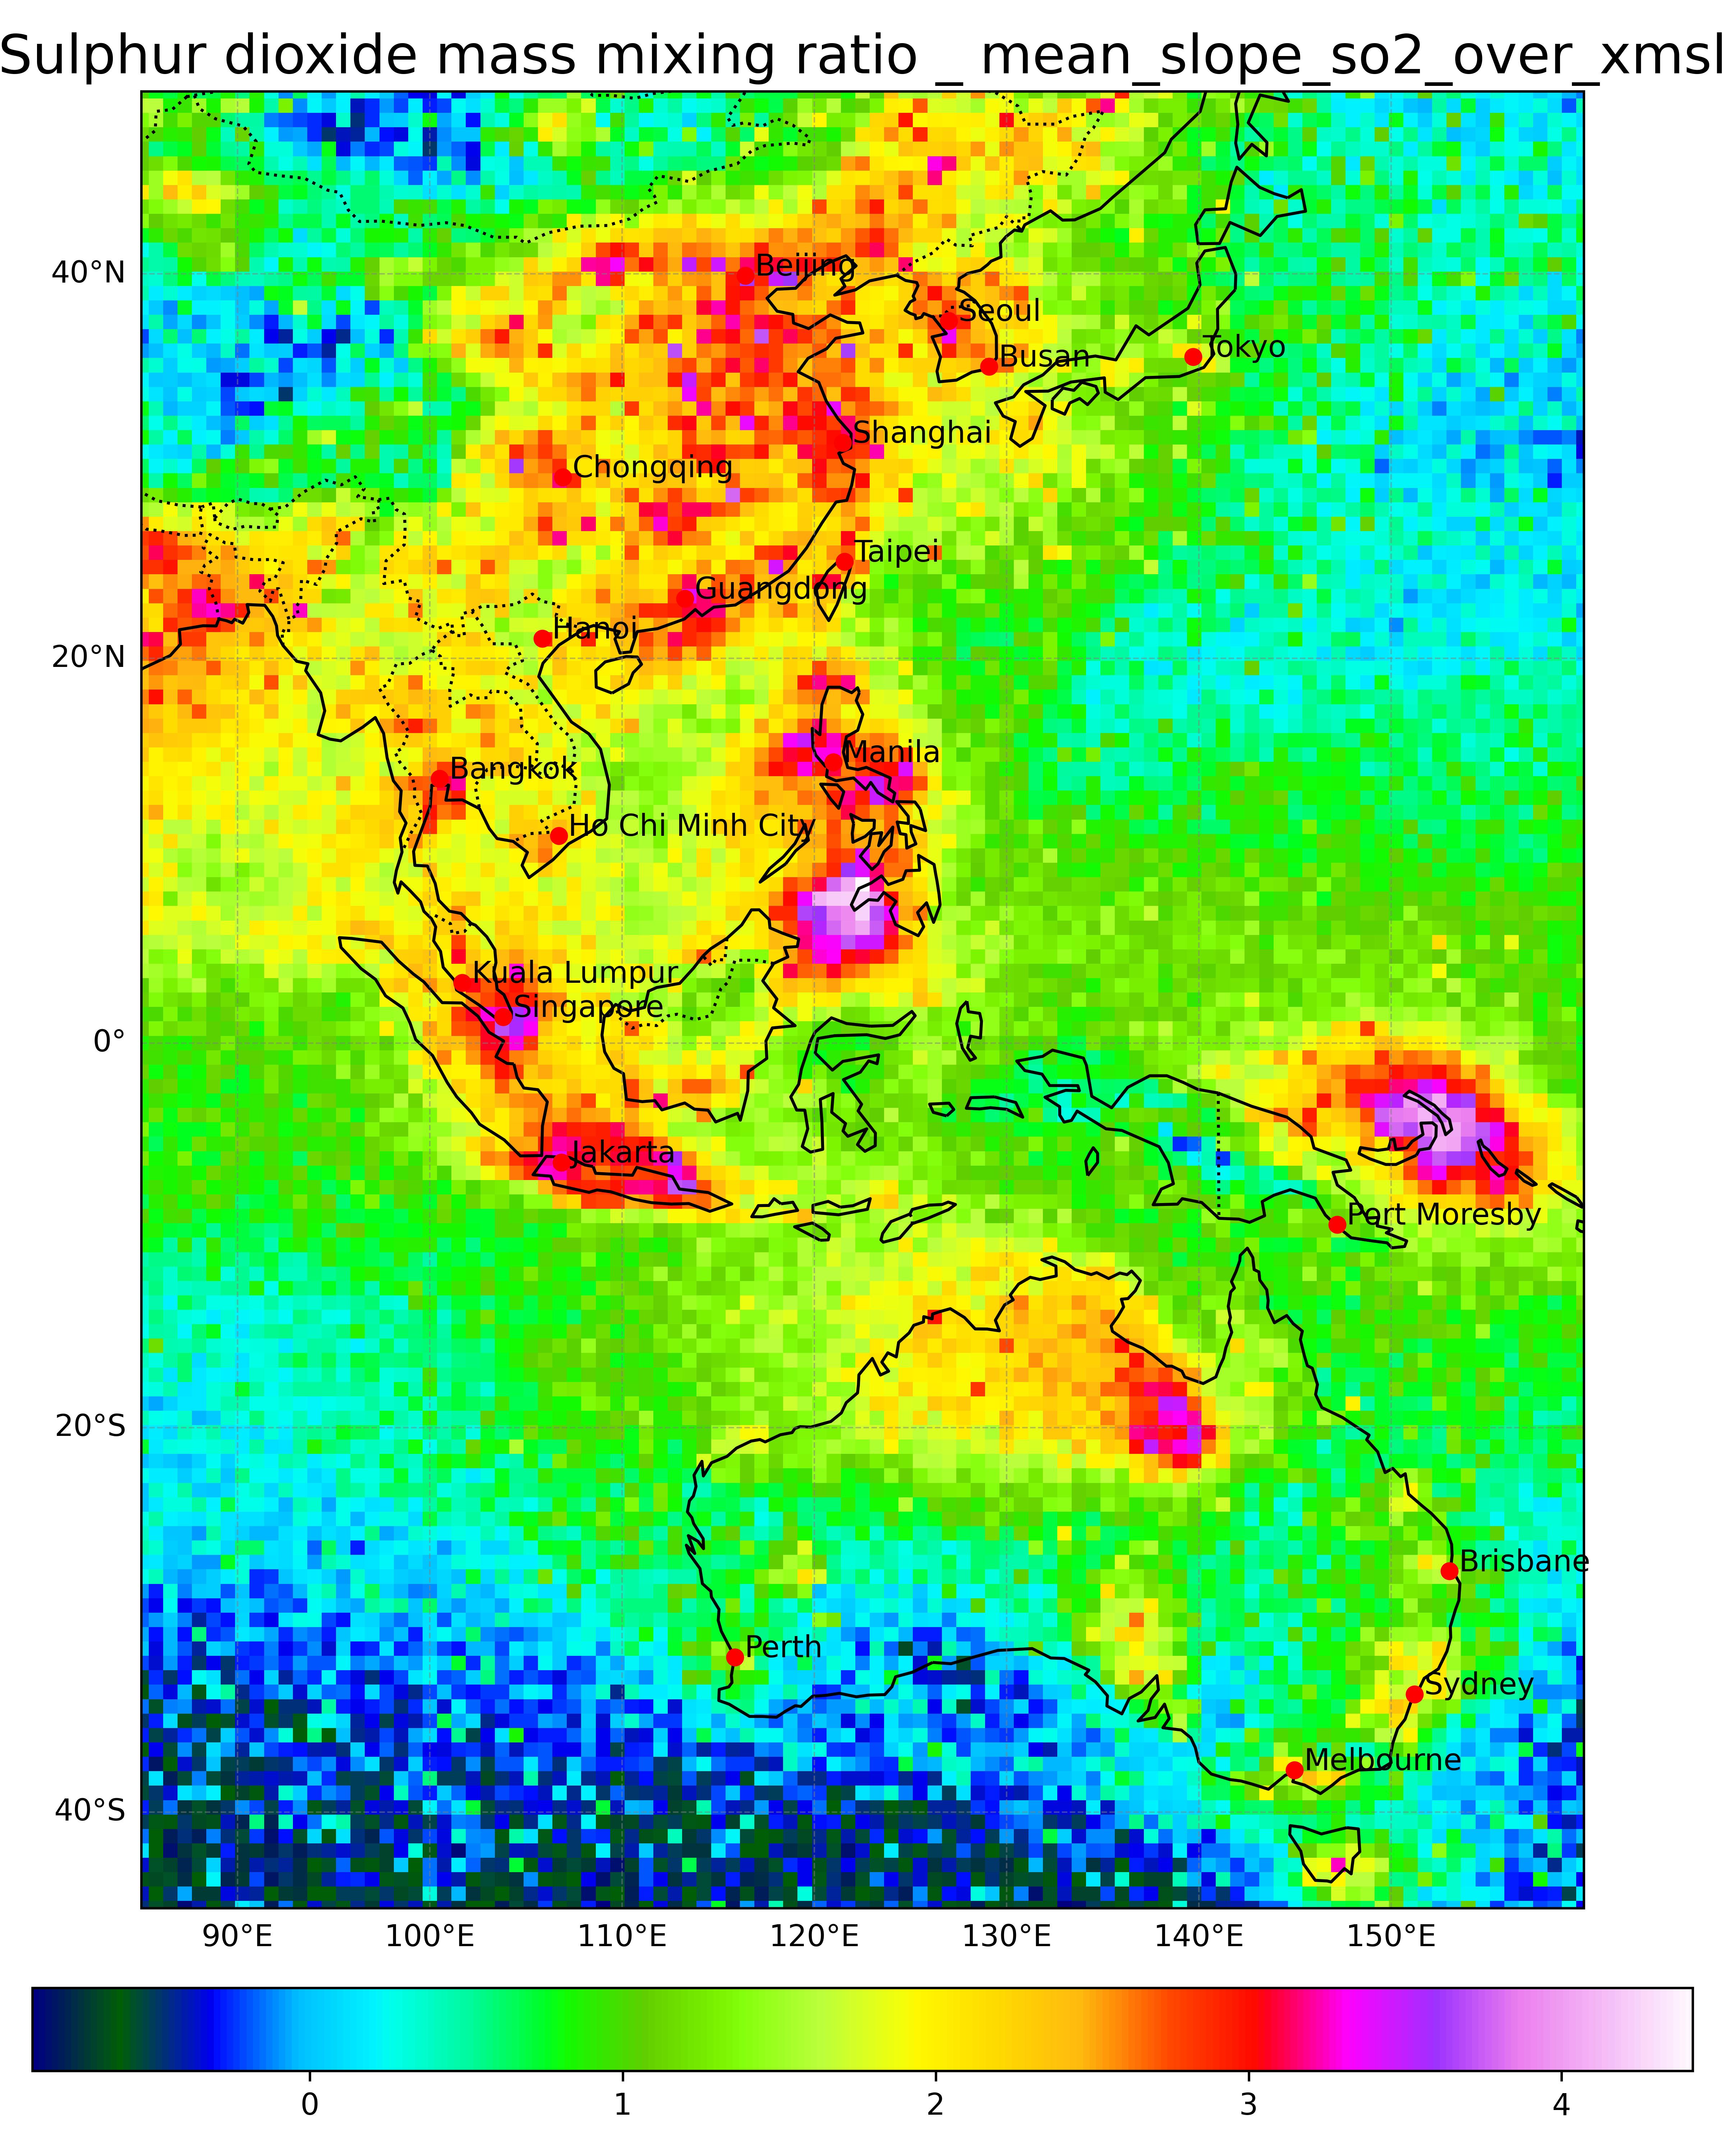 Sulphur dioxide mass mixing ratio _ mean_slope_so2_over_xmsl
40°N
20°N
0°
20°S
40°S
Beijing
Seoul
Tokyo
Busan
Shanghai
Chongqing
Taipei
Guangdong
Hanoi
Manila
Bangkok
Ho Chi Minh City
Kuala Lumpur
Singapore
Jakarta
Port Moresby
Brisbane
Perth
Sydney
Melbourne
90°E 100°E 110°E 120°E 130°E 140°E 150°E
0 1 2 3 4